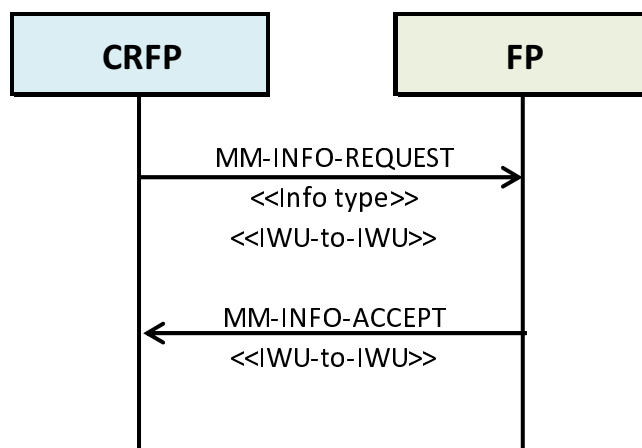 CRFP
FP
MM-INFO-REQUEST
<<Info type>>
<<IWU-to-IWU>>
MM-INFO-ACCEPT
<<IWU-to-IWU>>